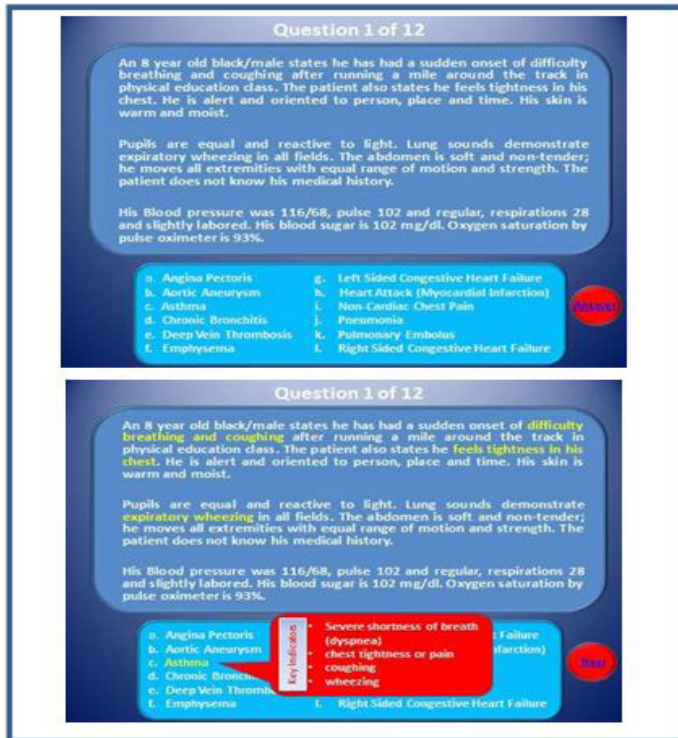 Question 1 of 12
An 8 year old black/male states he has had a sudden onset of difficulty
breathing and coughing after running a mile around the track in
physical education class. The patient also states he feels tightness in his
chest. He is alert and oriented to person, place and time. His skin is
warm and moist.
Pupils are equal and reactive to light. Lung sounds demonstrate
expiratory wheezing in all fields. The abdomen is soft and non-tender;
he moves all extremities with equal range of motion and strength. The
patient does not know his medical history.
His Blood pressure was 116/68, pulse 102 and regular, respirations 28
and slightly labored. His blood sugar is 102 mg/dl. Oxygen saturation by
pulse oximeter is 93%.
a. Angina Pectoris
b. Aortic Aneurysm
c. Asthma
d. Chronic Bronchitis
e. Deep Vein Thrombosis
f. Emphysema
g. Left Sided Congestive Heart Failure
h. Heart Attack (Myocardial Infarction)
i. Non-Cardiac Chest Pain
j. Pneumonia
k. Pulmonary Embolus
l. Right Sided Congestive Heart Failure
Answer
Question 1 of 12
An 8 year old black/male states he has had a sudden onset of difficulty
breathing and coughing after running a mile around the track in
physical education class. The patient also states he feels tightness in his
chest. He is alert and oriented to person, place and time. His skin is
warm and moist.
Pupils are equal and reactive to light. Lung sounds demonstrate
expiratory wheezing in all fields. The abdomen is soft and non-tender;
he moves all extremities with equal range of motion and strength. The
patient does not know his medical history.
His Blood pressure was 116/68, pulse 102 and regular, respirations 28
and slightly labored. His blood sugar is 102 mg/dl. Oxygen saturation by
pulse oximeter is 93%.
a. Angina Pectoris
b. Aortic Aneurysm
c. Asthma
d. Chronic Bronchi
e. Deep Vein Thrombo
f. Emphysema
Key Indicators
• Severe shortness of breath
(dyspnea)
• chest tightness or pain
• coughing
• wheezing
t Failure
nfarction)
l. Right Sided Congestive Heart Failure
Next